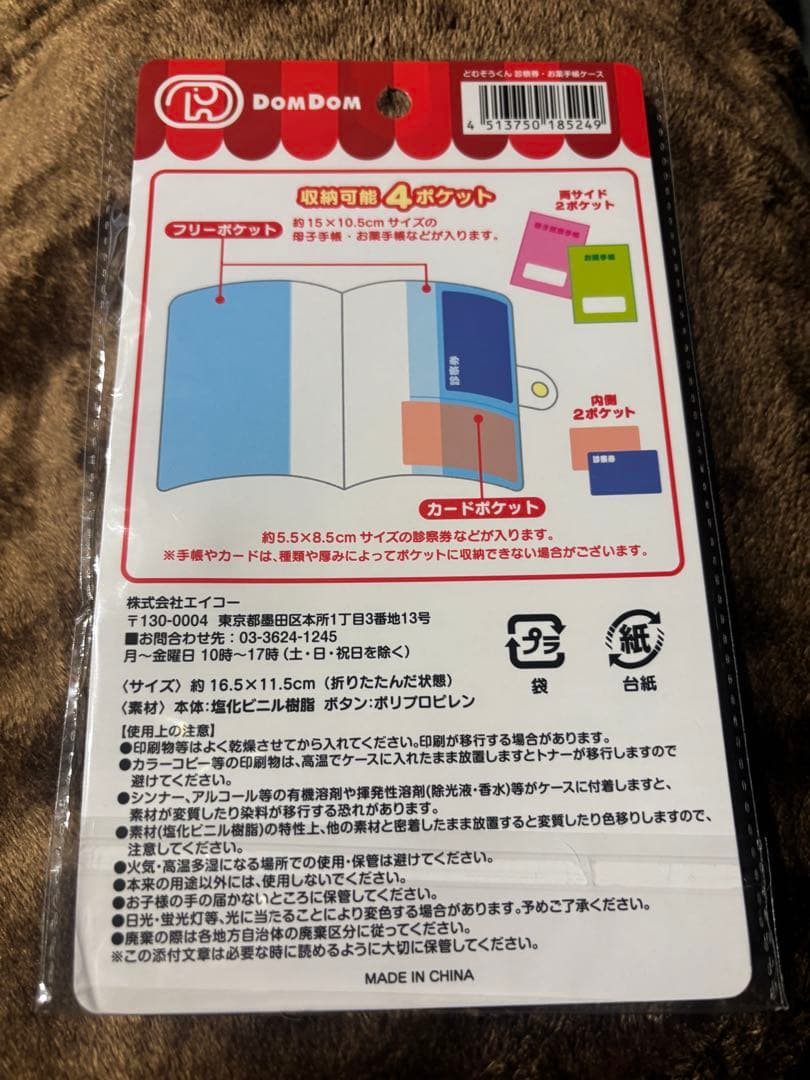 どむぞうくん 診察券・お薬手帳ケース
DOMDOM
4 513750 185249
収納可能4ポケット
両サイド
2ポケット
フリーポケット
約15×10.5cmサイズの
母子手帳・お薬手帳などが入ります。
母子健康手帳
お薬手帳
診察券
内側
2ポケット
診察券
カードポケット
約5.5×8.5cmサイズの診察券などが入ります。
※手帳やカードは、種類や厚みによってポケットに収納できない場合がございます。
株式会社エイコー
〒130-0004 東京都墨田区本所1丁目3番地13号
■お問合わせ先：03-3624-1245
月〜金曜日 10時〜17時（土・日・祝日を除く）
プラ
袋
紙
台紙
〈サイズ〉約 16.5×11.5cm（折りたたんだ状態）
〈素材〉本体：塩化ビニル樹脂 ボタン：ポリプロピレン
【使用上の注意】
●印刷物等はよく乾燥させてから入れてください。印刷が移行する場合があります。
●カラーコピー等の印刷物は、高温でケースに入れたまま放置しますとトナーが移行しますので
避けてください。
●シンナー、アルコール等の有機溶剤や揮発性溶剤(除光液・香水)等がケースに付着しますと、
素材が変質したり染料が移行する恐れがあります。
●素材(塩化ビニル樹脂)の特性上、他の素材と密着したまま放置すると変質したり色移りしますので、
注意してください。
●火気・高温多湿になる場所での使用・保管は避けてください。
●本来の用途以外には、使用しないでください。
●お子様の手の届かないところに保管してください。
●日光・蛍光灯等、光に当たることにより変色する場合があります。予めご了承ください。
●廃棄の際は各地方自治体の廃棄区分に従ってください。
※この添付文章は必要な時に読めるように大切に保管してください。
MADE IN CHINA